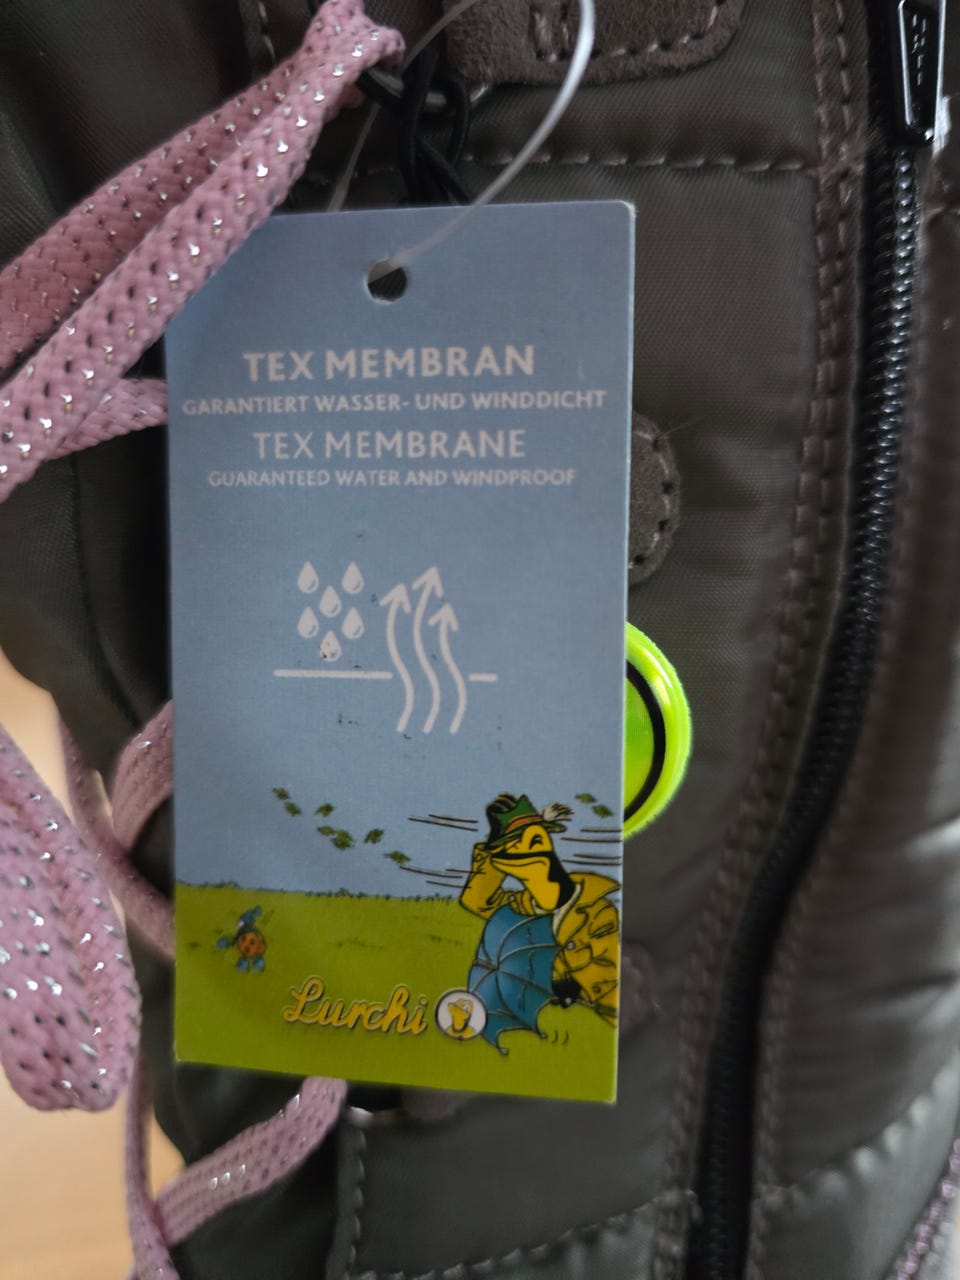 TEX MEMBRAN
GARANTIERT WASSER- UND WINDDICHT
TEX MEMBRANE
GUARANTEED WATER AND WINDPROOF
Lurchi